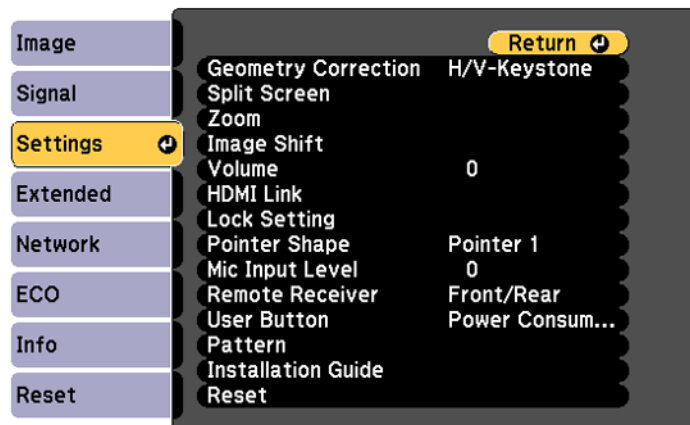 Image
Signal
Settings
Extended
Network
ECO
Info
Reset
Return
Geometry Correction H/V-Keystone
Split Screen
Zoom
Image Shift
Volume 0
HDMI Link
Lock Setting
Pointer Shape Pointer 1
Mic Input Level 0
Remote Receiver Front/Rear
User Button Power Consum...
Pattern
Installation Guide
Reset